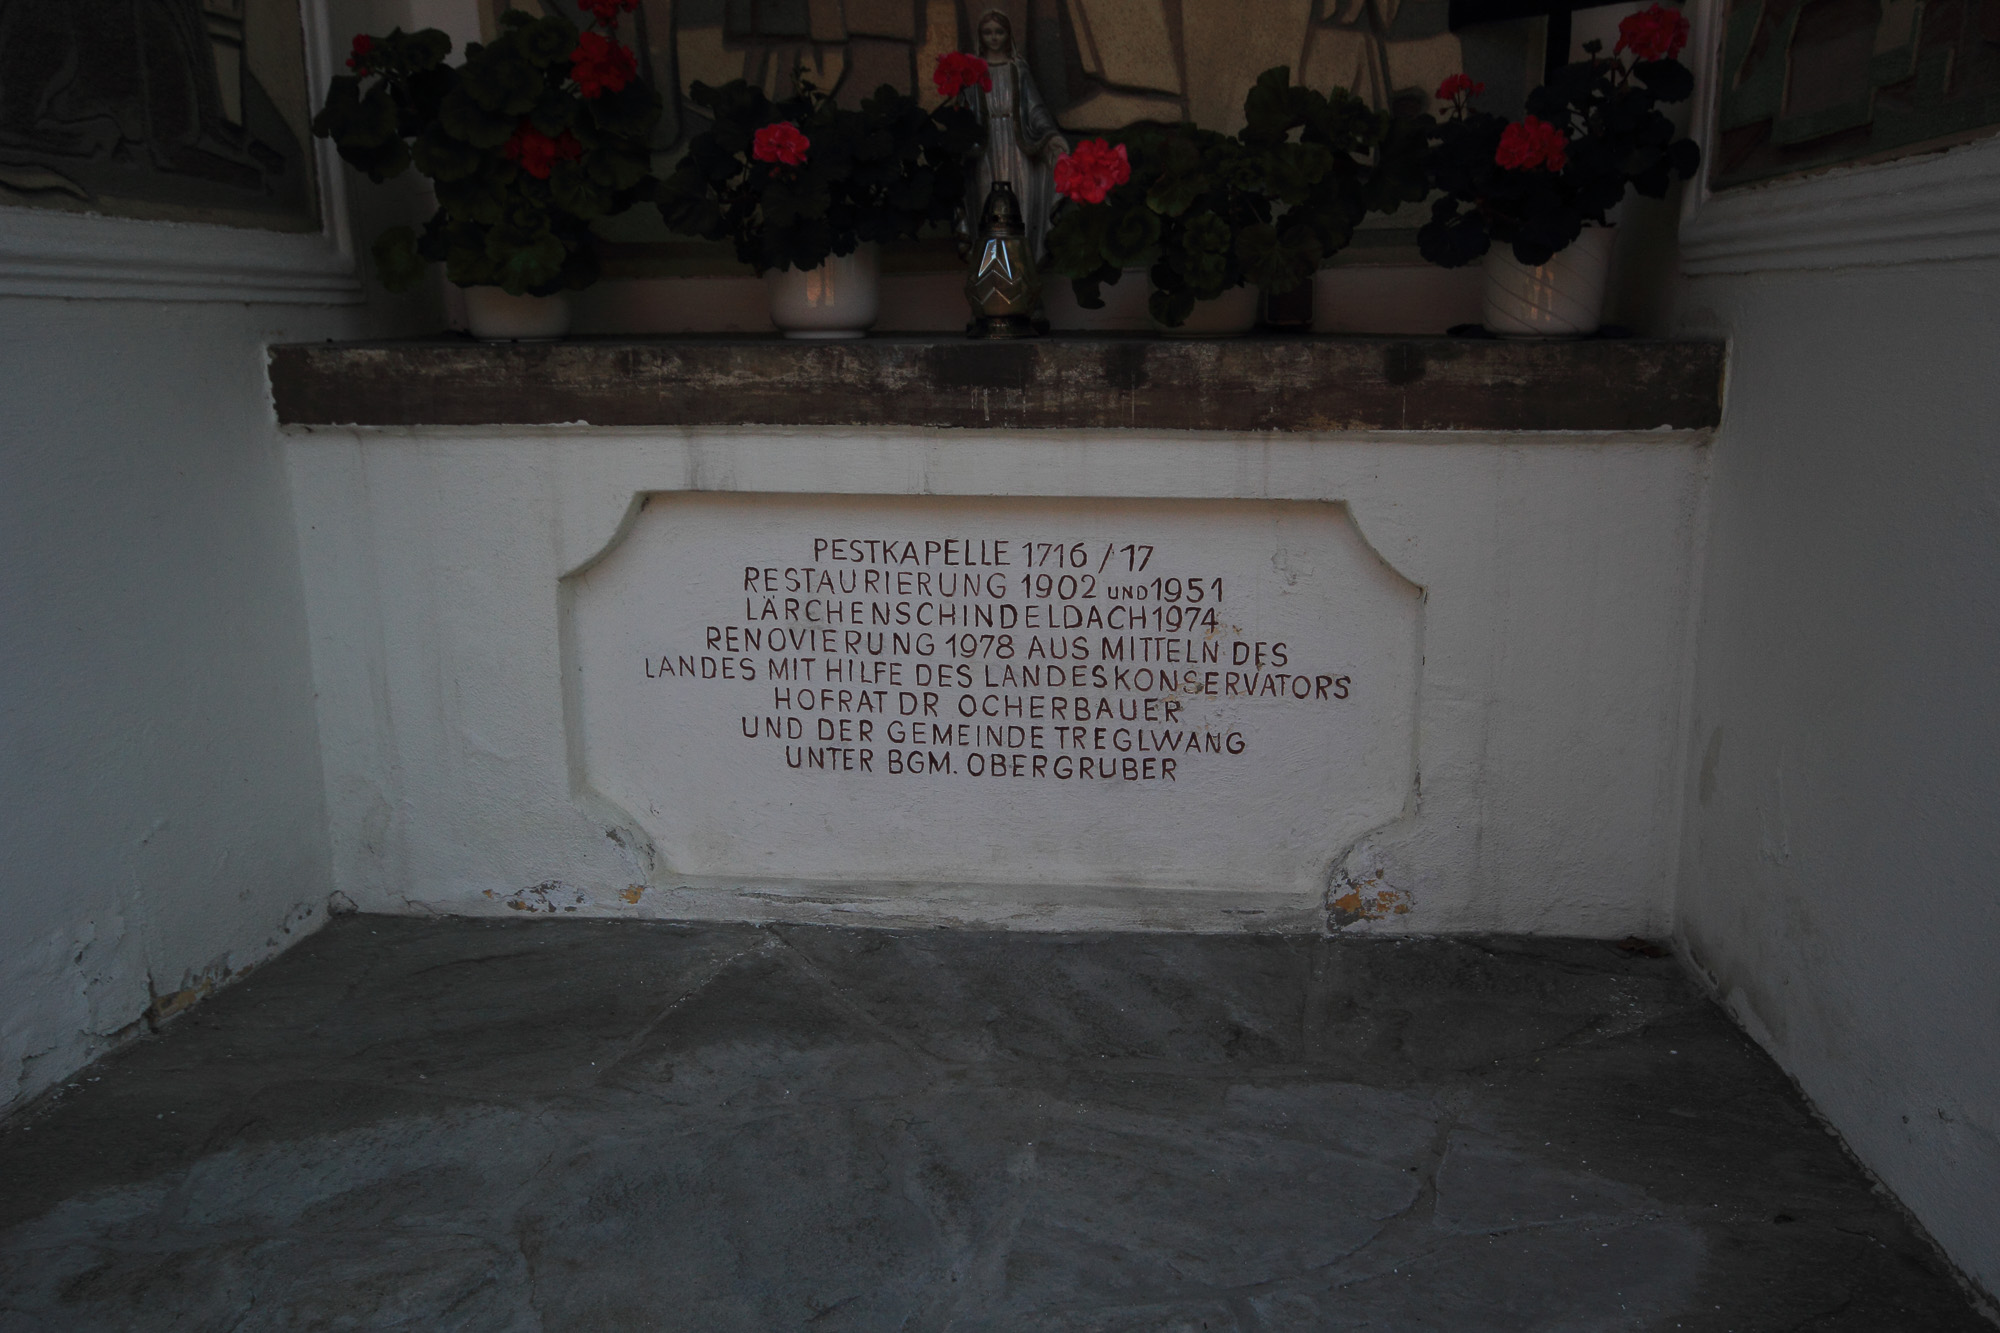 PESTKAPELLE 1716 / 17
RESTAURIERUNG 1902 UND 1951
LÄRCHENSCHINDELDACH 1974
RENOVIERUNG 1978 AUS MITTELN DES
LANDES MIT HILFE DES LANDESKONSERVATORS
HOFRAT DR OCHERBAUER
UND DER GEMEINDE TREGLWANG
UNTER BGM. OBERGRUBER